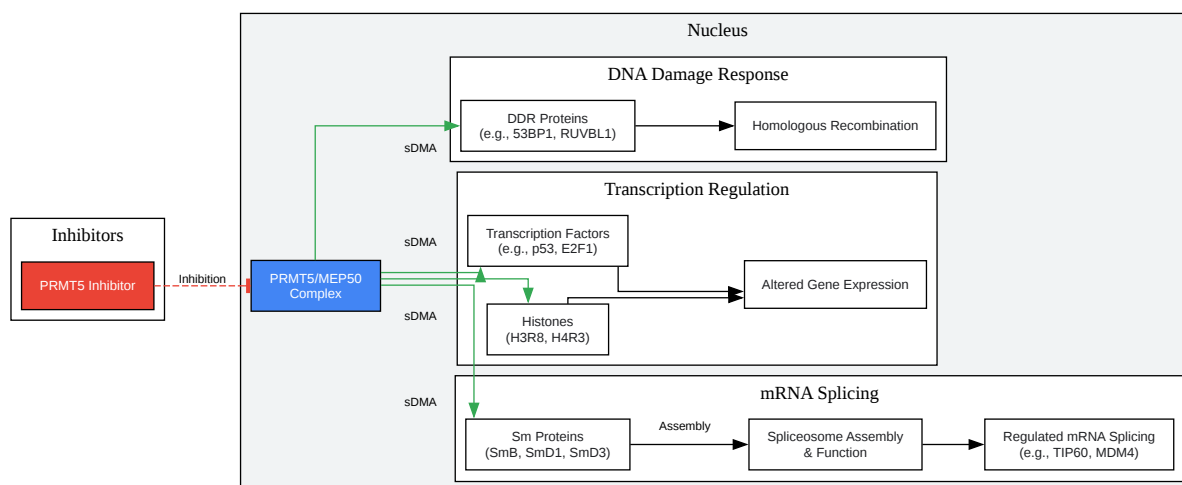 Nucleus
DNA Damage Response
DDR Proteins
(e.g., 53BP1, RUVBL1)
Homologous Recombination
sDMA
Transcription Regulation
Transcription Factors
(e.g., p53, E2F1)
sDMA
Inhibitors
PRMT5 Inhibitor
Inhibition
PRMT5/MEP50
Complex
Altered Gene Expression
sDMA
Histones
(H3R8, H4R3)
mRNA Splicing
sDMA
Sm Proteins
(SmB, SmD1, SmD3)
Assembly
Spliceosome Assembly
& Function
Regulated mRNA Splicing
(e.g., TIP60, MDM4)